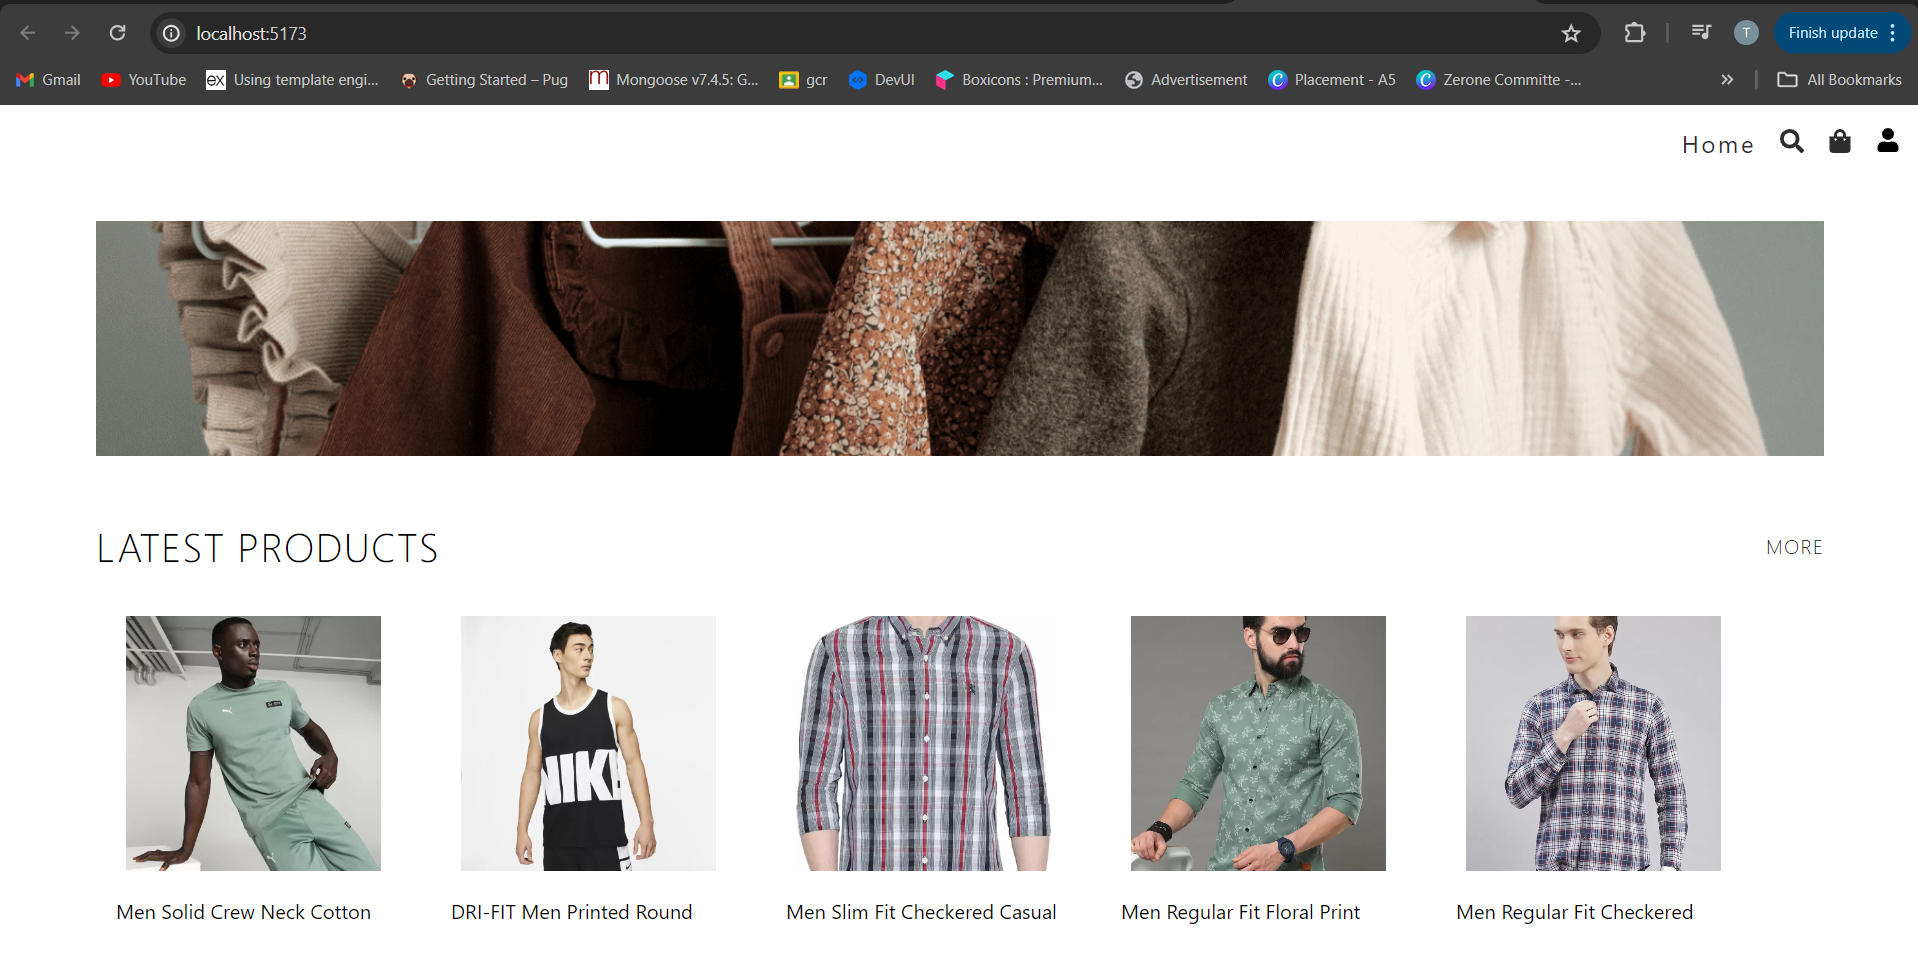 localhost:5173
T
Finish update
Gmail
YouTube
ex
Using template engi...
Getting Started – Pug
Mongoose v7.4.5: G...
gcr
DevUI
Boxicons : Premium...
Advertisement
Placement - A5
Zerone Committe -...
»
All Bookmarks
Home
LATEST PRODUCTS
MORE
NIKE
Men Solid Crew Neck Cotton
DRI-FIT Men Printed Round
Men Slim Fit Checkered Casual
Men Regular Fit Floral Print
Men Regular Fit Checkered